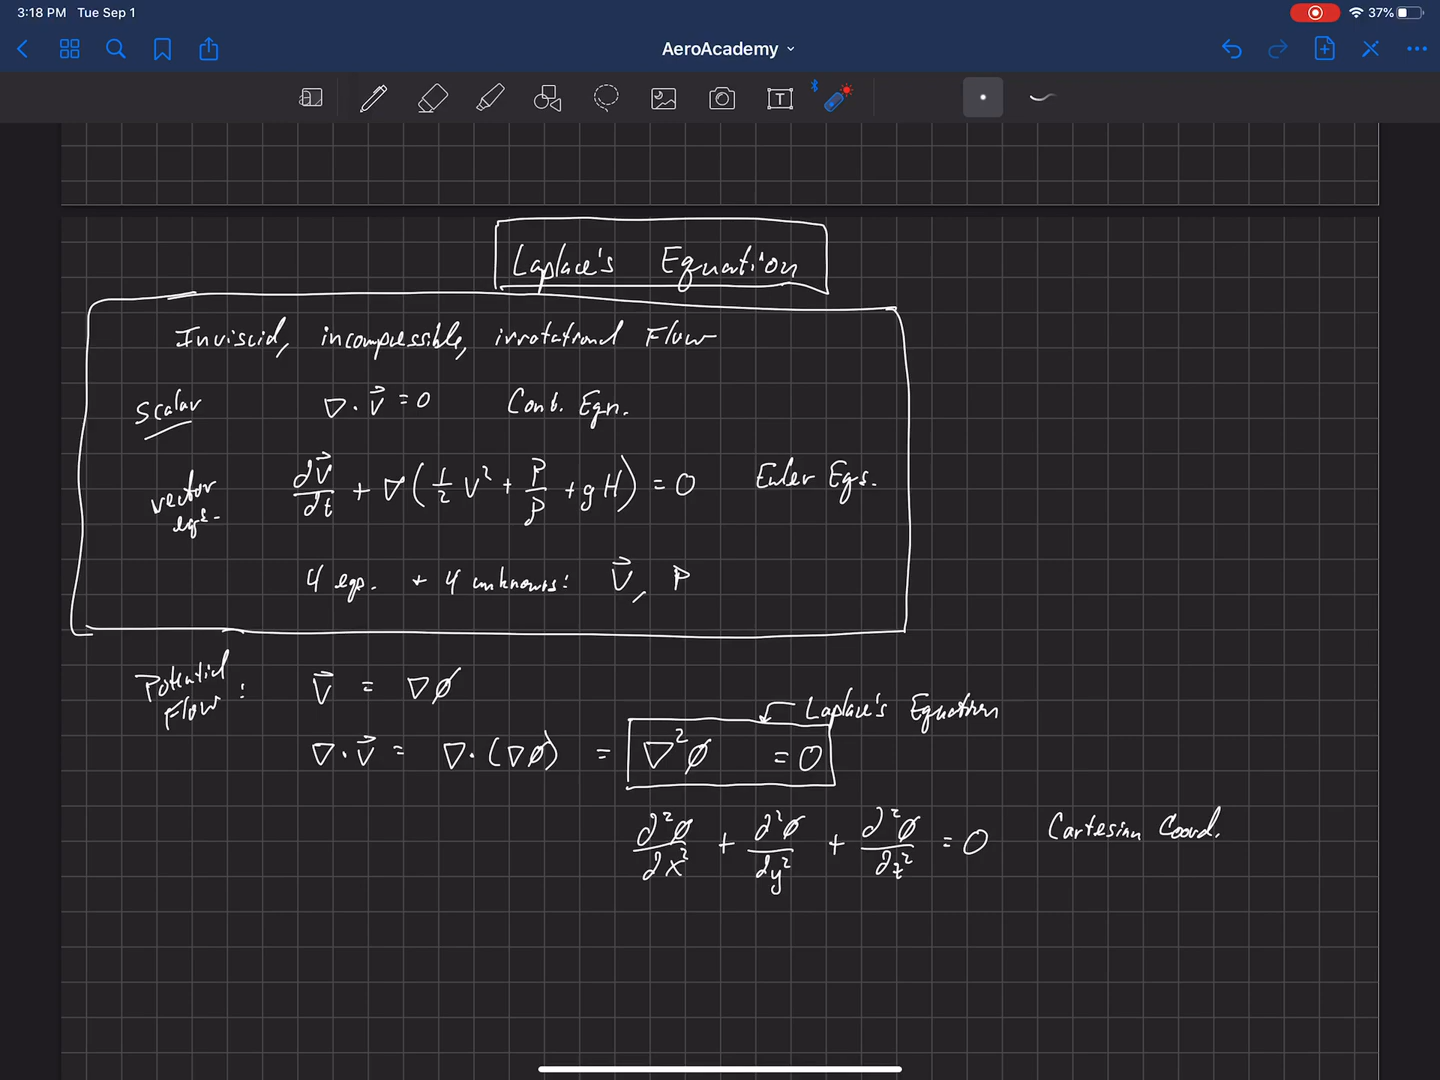 3:18 PM Tue Sep 1
37%
AeroAcademy
T
Laplace's Equation
Inviscid, incompressible, irrotational Flow
Scalar ∇ · V⃗ = 0 Cont. Eqn.
vector eqs. ∂V⃗/∂t + ∇(1/2 V² + P/ρ + gH) = 0 Euler Eqs.
4 eqs. + 4 unknowns: V⃗, P
Potential Flow: V⃗ = ∇φ
Laplace's Equation
∇ · V⃗ = ∇ · (∇φ) = ∇²φ = 0
∂²φ/∂x² + ∂²φ/∂y² + ∂²φ/∂z² = 0 Cartesian Coord.